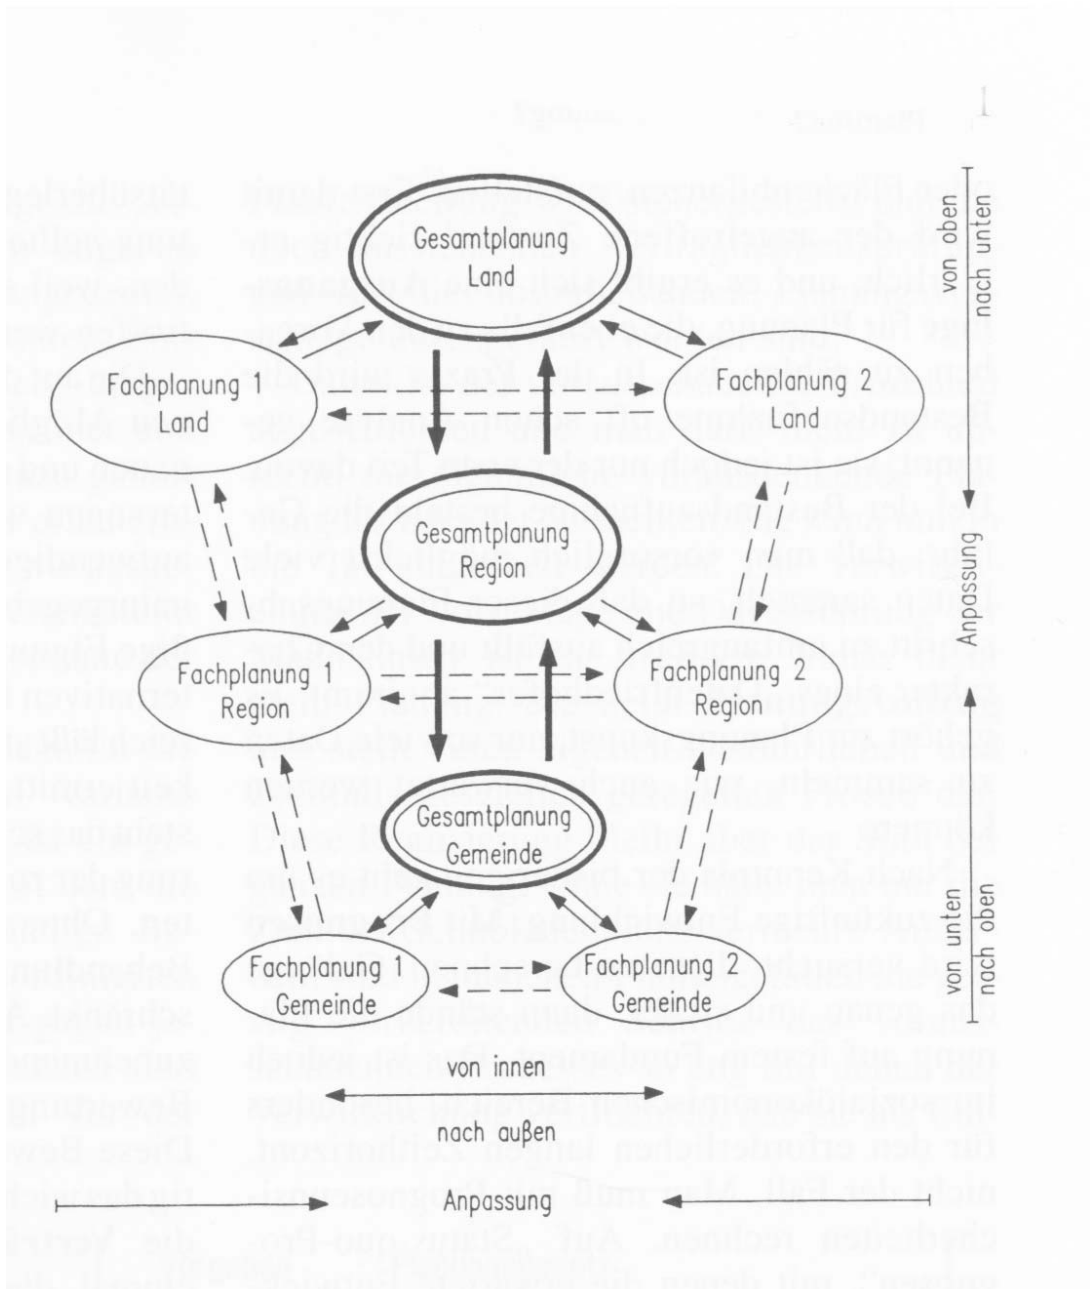 Gesamtplanung
Land
Fachplanung 1
Land
Fachplanung 2
Land
Gesamtplanung
Region
Fachplanung 1
Region
Fachplanung 2
Region
Gesamtplanung
Gemeinde
Fachplanung 1
Gemeinde
Fachplanung 2
Gemeinde
von innen
nach außen
Anpassung
von oben
nach unten
Anpassung
von unten
nach oben